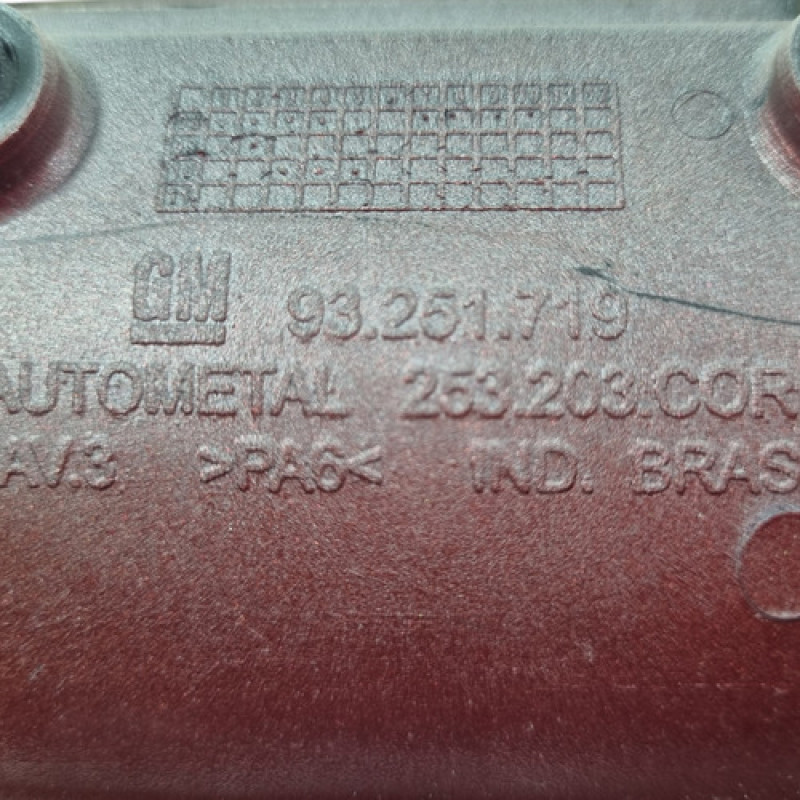 GM 93.251.719
AUTOMETAL 253.203.COR
AV.3 >PA6< IND. BRAS